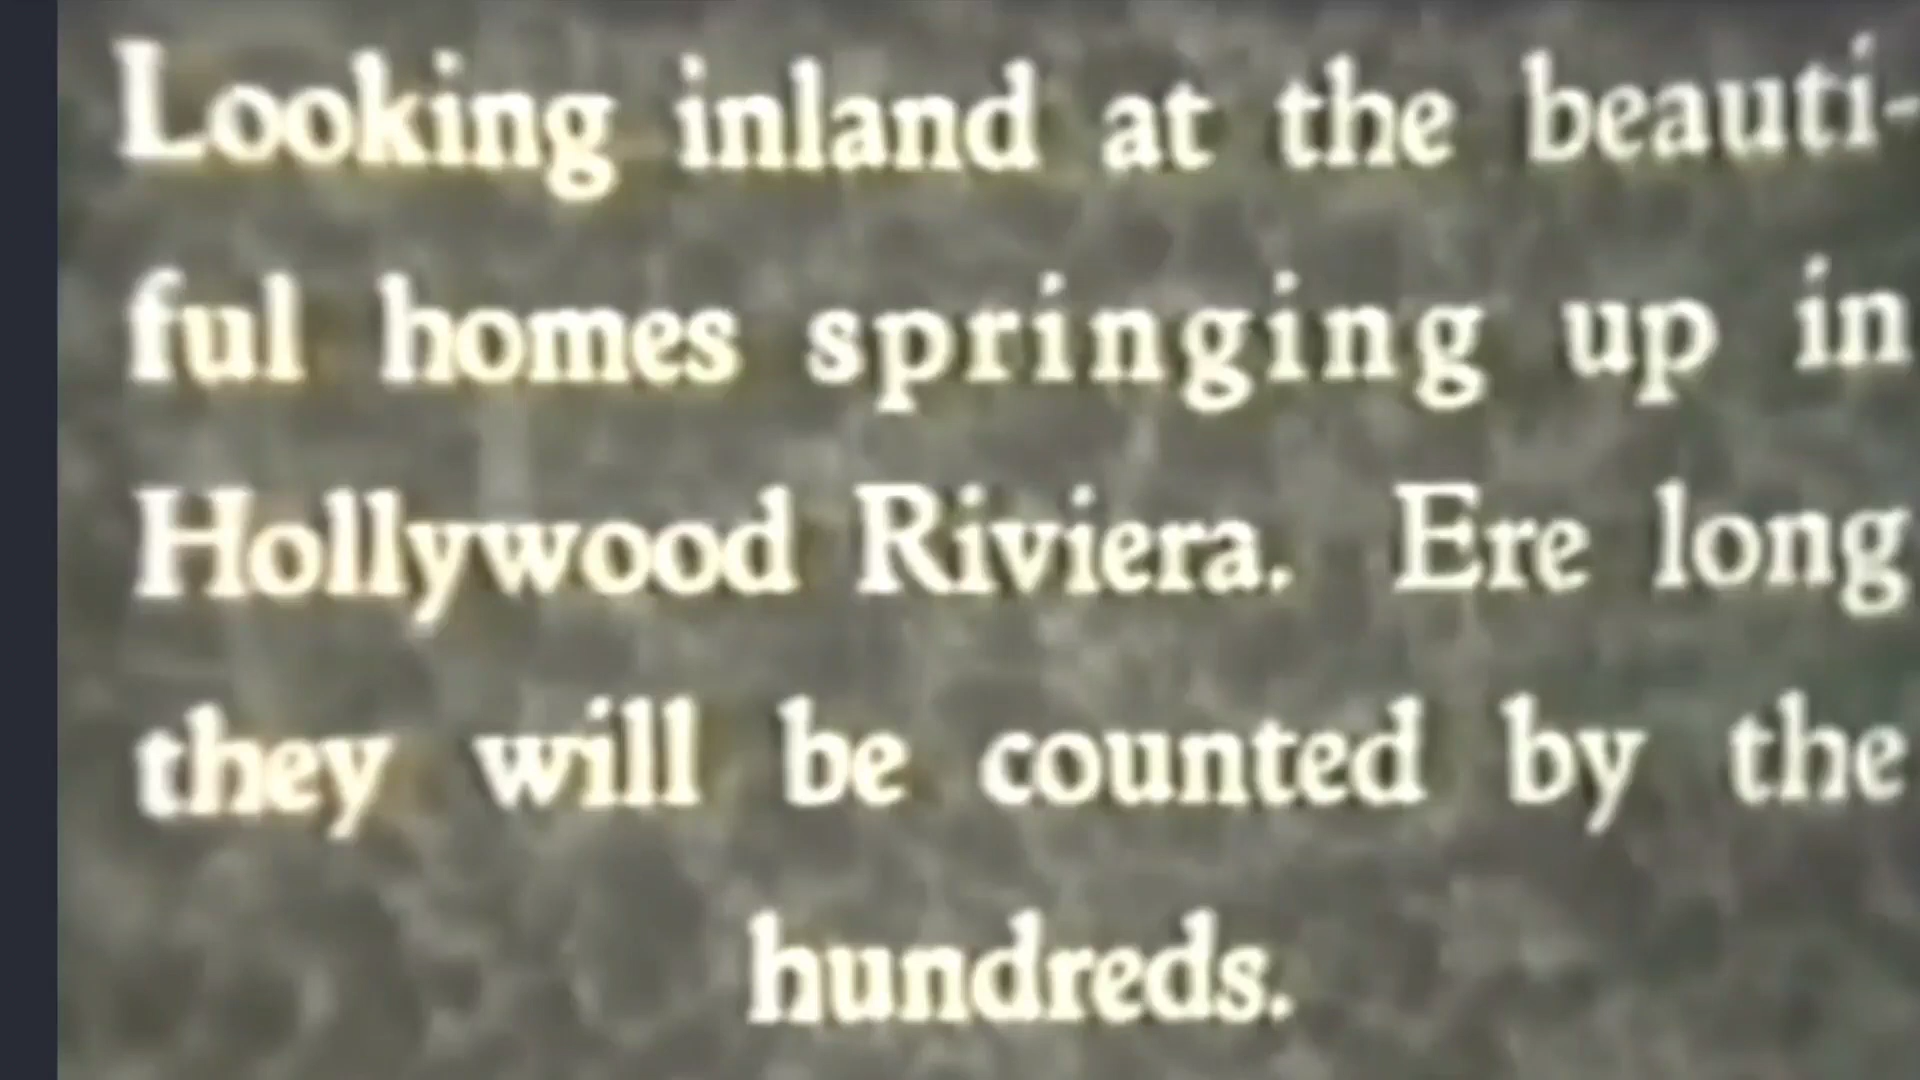 Looking inland at the beauti-
ful homes springing up in
Hollywood Riviera. Ere long
they will be counted by the
hundreds.